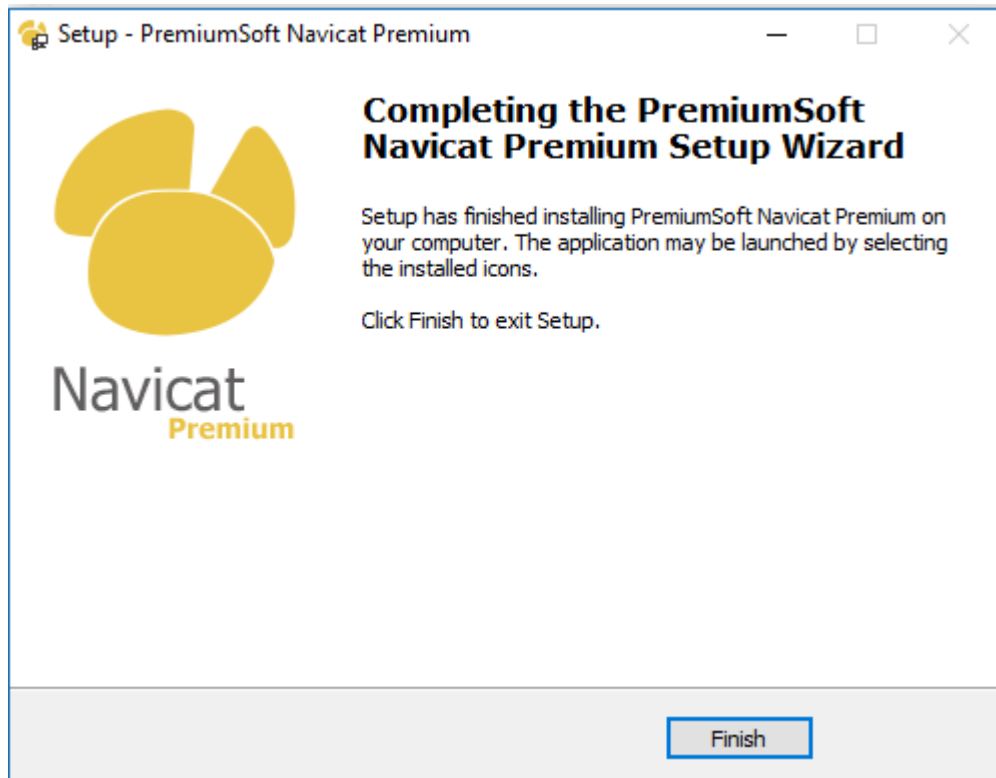 Setup - PremiumSoft Navicat Premium
Completing the PremiumSoft
Navicat Premium Setup Wizard
Setup has finished installing PremiumSoft Navicat Premium on
your computer. The application may be launched by selecting
the installed icons.
Click Finish to exit Setup.
Navicat
Premium
Finish